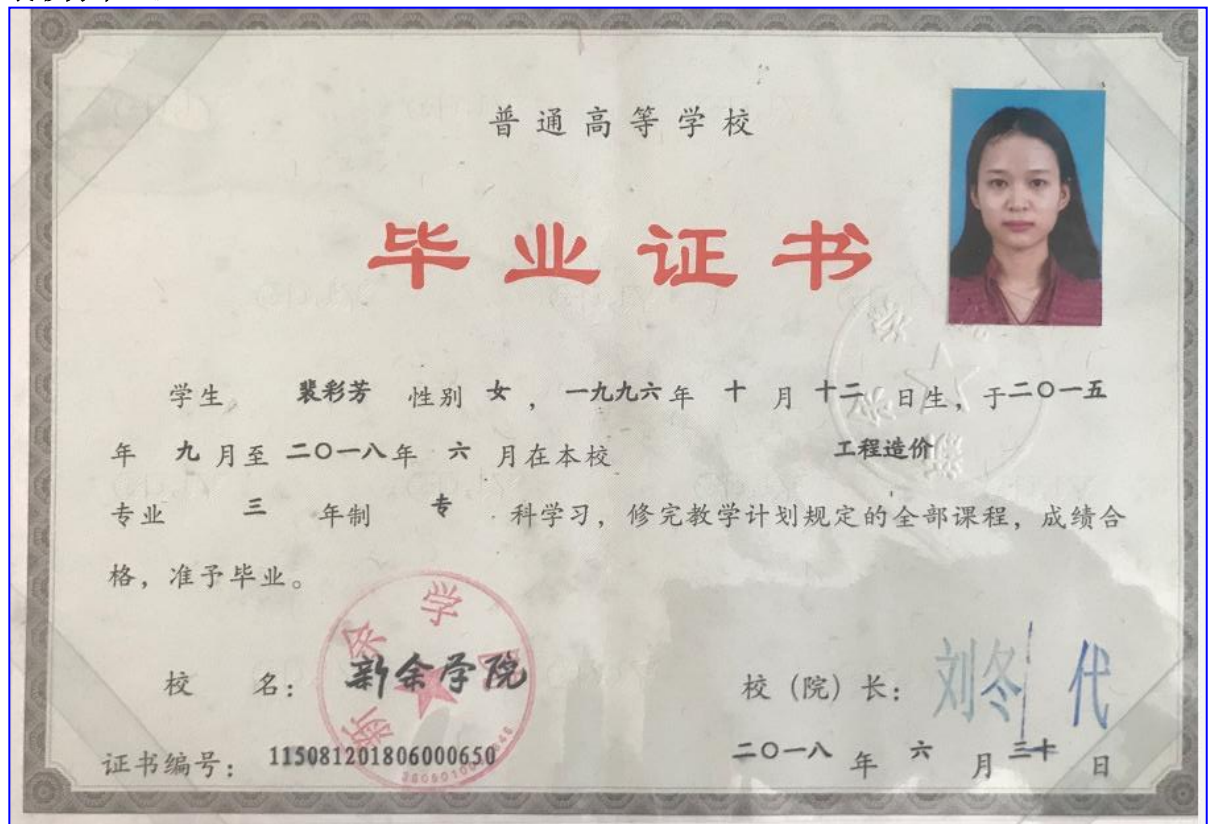 普通高等学校
毕业证书
学生 裴彩芳 性别 女，一九九六年 十 月 十二 日生，于二〇一五
年 九 月至 二〇一八年 六 月在本校 工程造价
专业 三 年制 专 科学习，修完教学计划规定的全部课程，成绩合
格，准予毕业。
校 名：新余学院
校（院）长：刘冬代
证书编号：115081201806000650
二〇一八 年 六 月 三十 日